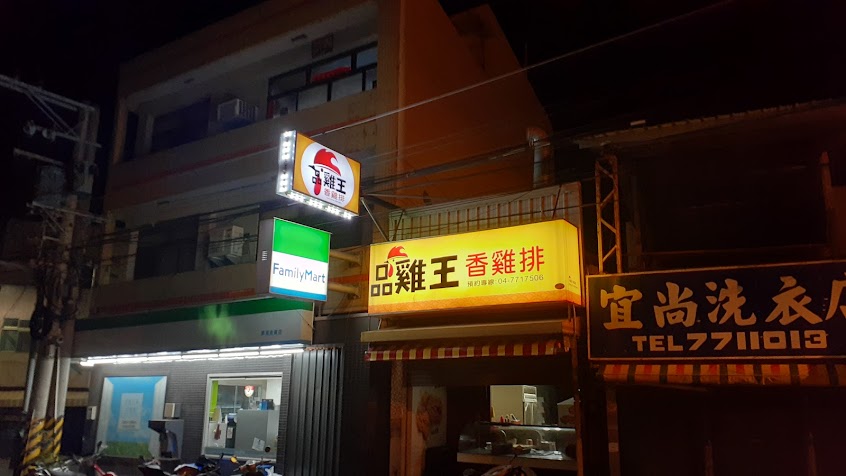 品雞王
香雞排
FamilyMart
品雞王 香雞排
預約專線:04-7717506
宜尚洗衣店
TEL7711013